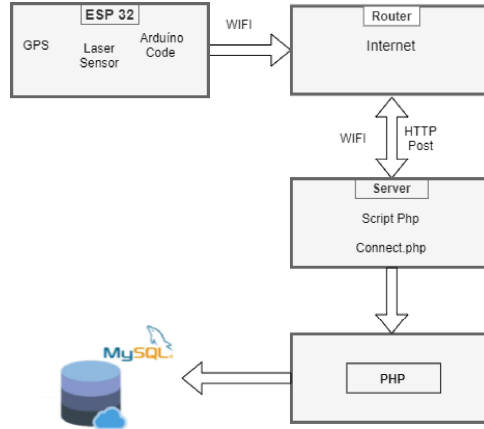 ESP 32
GPS
Laser
Sensor
Arduíno
Code
WIFI
Router
Internet
WIFI
HTTP
Post
Server
Script Php
Connect.php
PHP
MySQL